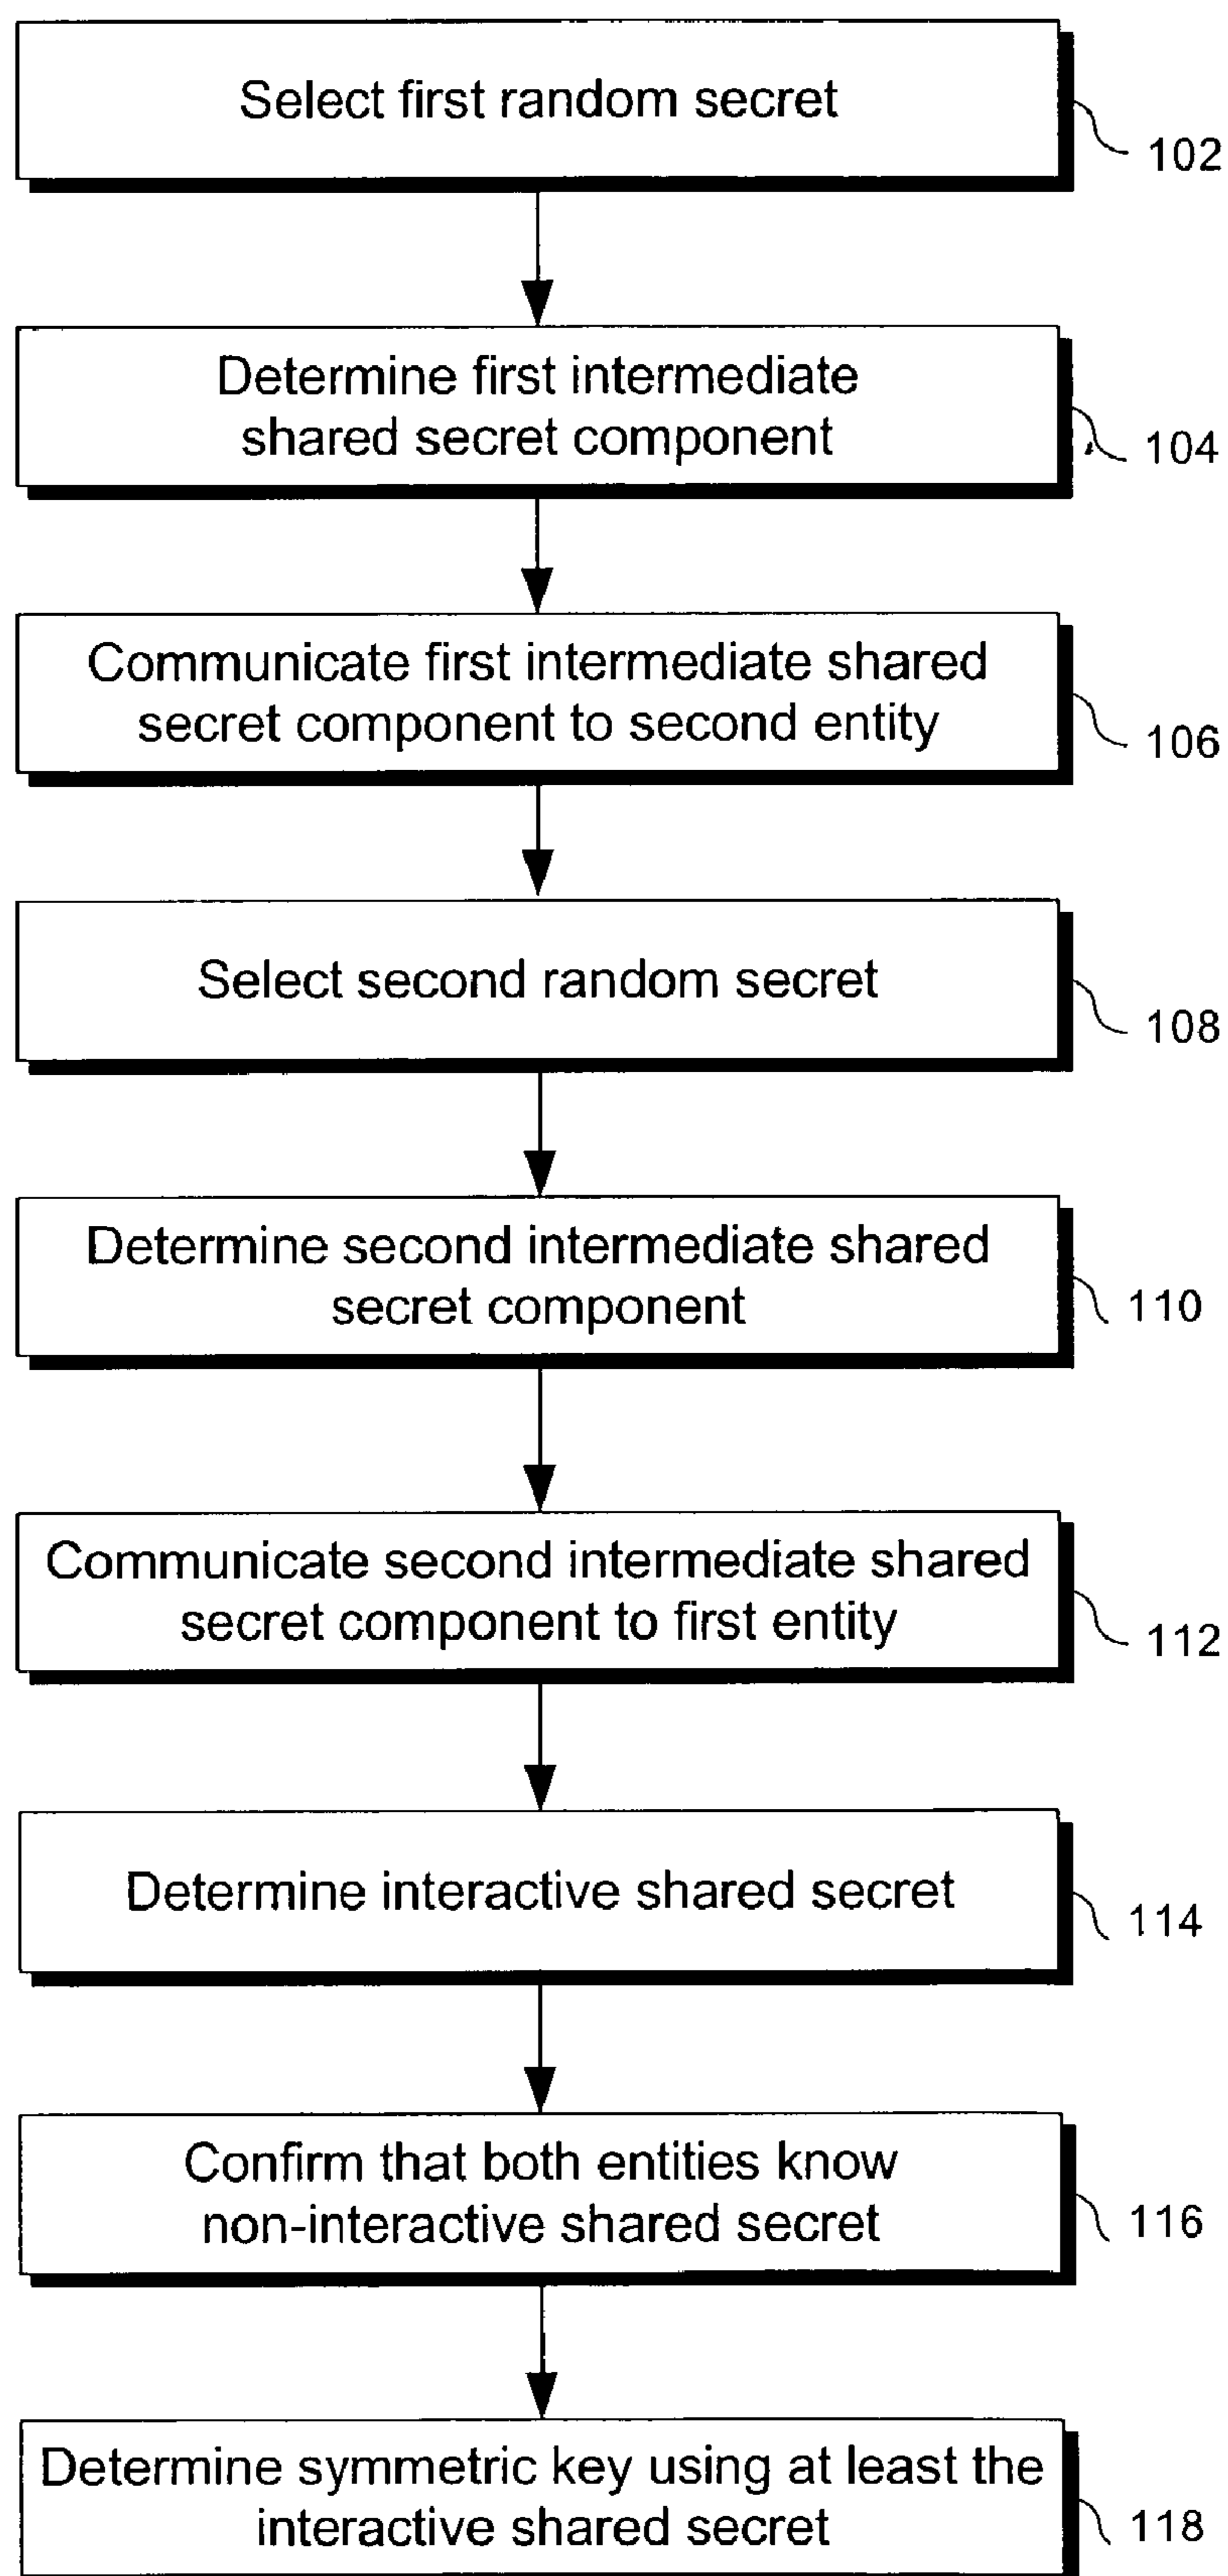 Select first random secret
102
Determine first intermediate
shared secret component
104
Communicate first intermediate shared
secret component to second entity
106
Select second random secret
108
Determine second intermediate shared
secret component
110
Communicate second intermediate shared
secret component to first entity
112
Determine interactive shared secret
114
Confirm that both entities know
non-interactive shared secret
116
Determine symmetric key using at least the
interactive shared secret
118